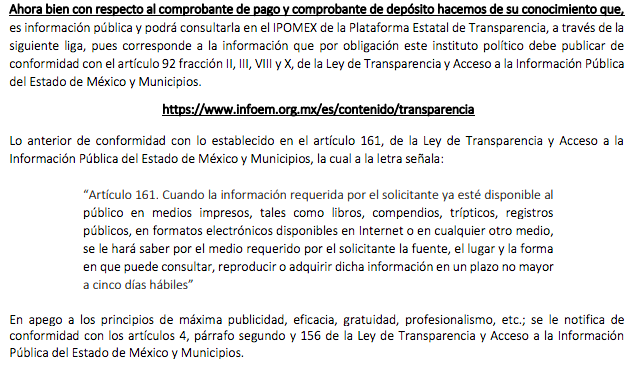 Ahora bien con respecto al comprobante de pago y comprobante de depósito hacemos de su conocimiento que,
es información pública y podrá consultarla en el IPOMEX de la Plataforma Estatal de Transparencia, a través de la
siguiente liga, pues corresponde a la información que por obligación este instituto político debe publicar de
conformidad con el artículo 92 fracción II, III, VIII y X, de la Ley de Transparencia y Acceso a la Información Pública
del Estado de México y Municipios.
https://www.infoem.org.mx/es/contenido/transparencia
Lo anterior de conformidad con lo establecido en el artículo 161, de la Ley de Transparencia y Acceso a la
Información Pública del Estado de México y Municipios, la cual a la letra señala:
“Artículo 161. Cuando la información requerida por el solicitante ya esté disponible al
público en medios impresos, tales como libros, compendios, trípticos, registros
públicos, en formatos electrónicos disponibles en Internet o en cualquier otro medio,
se le hará saber por el medio requerido por el solicitante la fuente, el lugar y la forma
en que puede consultar, reproducir o adquirir dicha información en un plazo no mayor
a cinco días hábiles”
En apego a los principios de máxima publicidad, eficacia, gratuidad, profesionalismo, etc.; se le notifica de
conformidad con los artículos 4, párrafo segundo y 156 de la Ley de Transparencia y Acceso a la Información
Pública del Estado de México y Municipios.